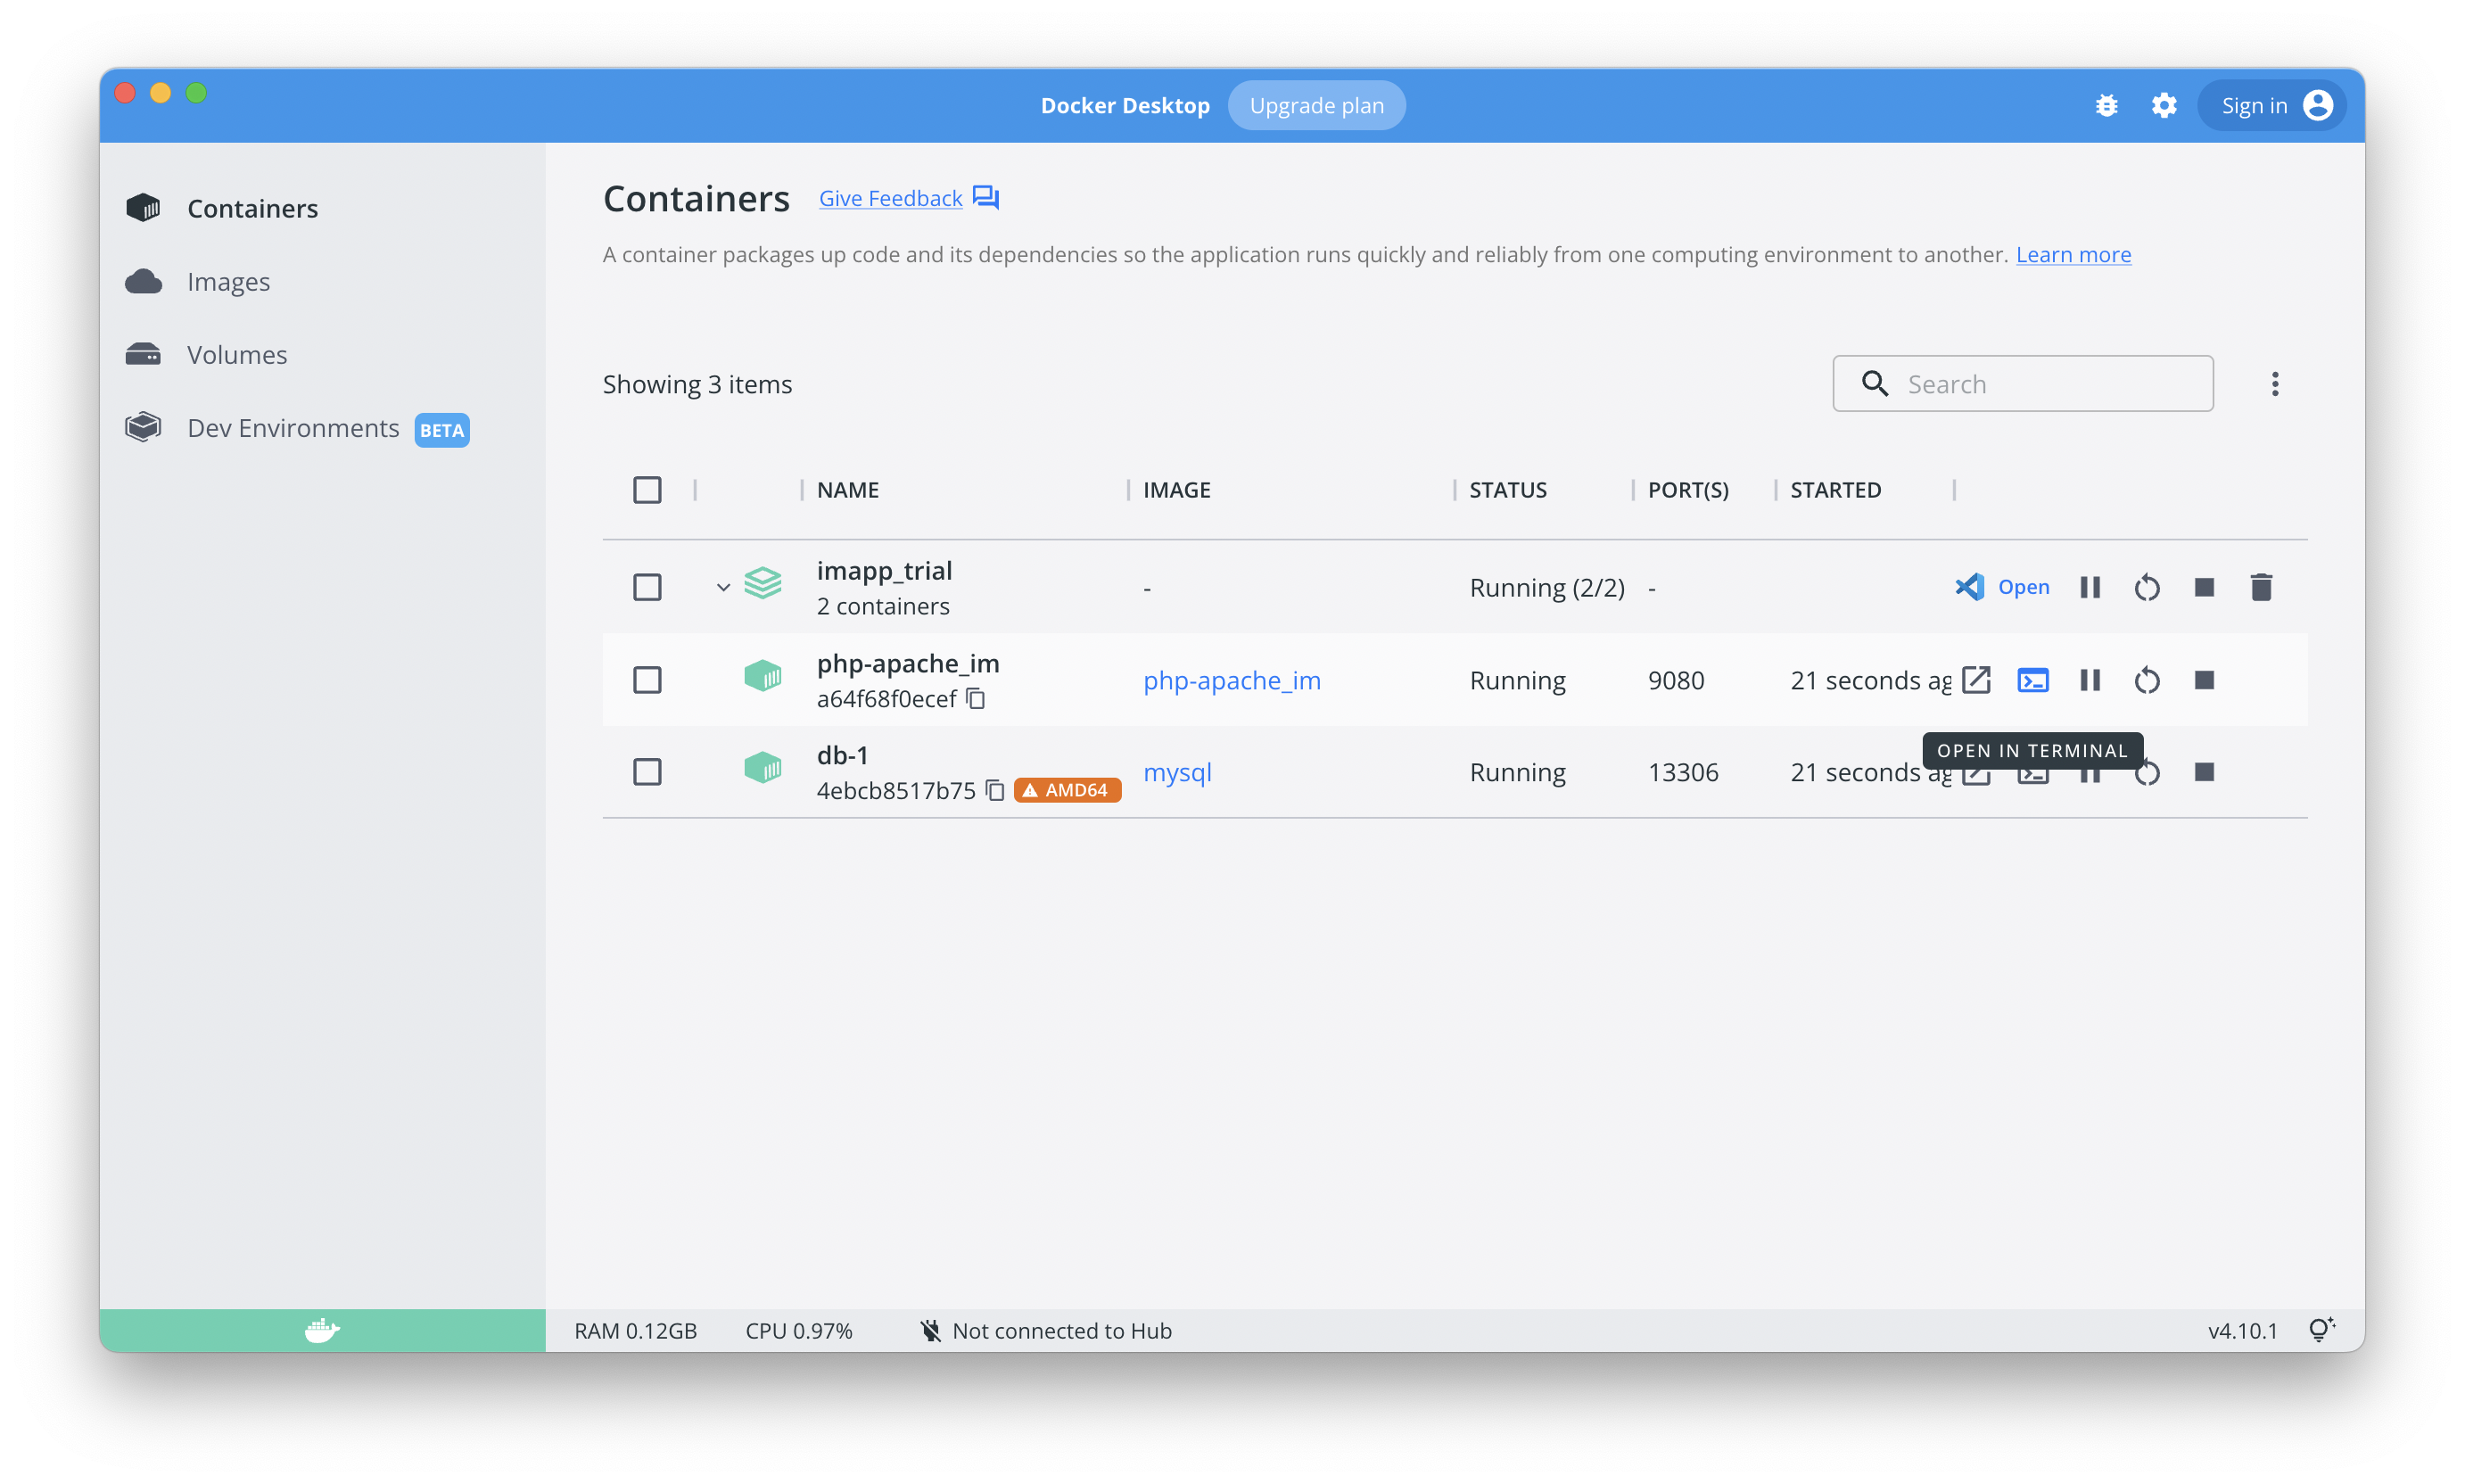 Docker Desktop Upgrade plan Sign in
Containers
Images
Volumes
Dev Environments BETA
Containers Give Feedback
A container packages up code and its dependencies so the application runs quickly and reliably from one computing environment to another. Learn more
Showing 3 items Search
NAME IMAGE STATUS PORT(S) STARTED
imapp_trial - Running (2/2) - Open
2 containers
php-apache_im php-apache_im Running 9080 21 seconds ag
a64f68f0ecef
OPEN IN TERMINAL
db-1 mysql Running 13306 21 seconds ag
4ebcb8517b75 AMD64
RAM 0.12GB CPU 0.97% Not connected to Hub v4.10.1